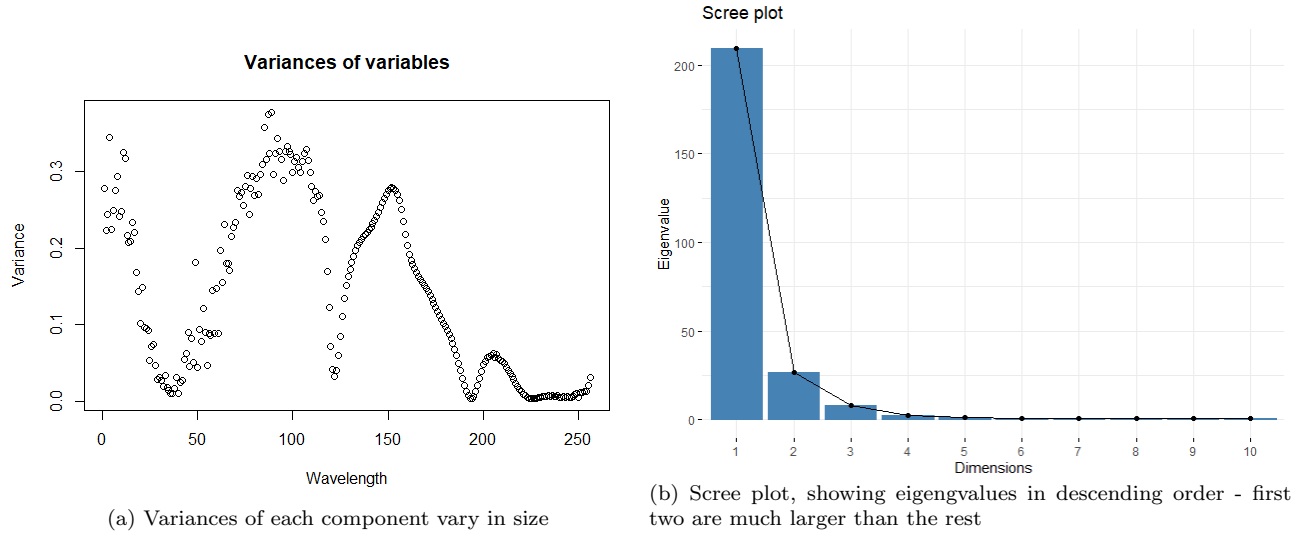 Variances of variables
0.3
0.2
0.1
0.0
Variance
0 50 100 150 200 250
Wavelength
(a) Variances of each component vary in size
Scree plot
200
150
100
50
0
Eigenvalue
1 2 3 4 5 6 7 8 9 10
Dimensions
(b) Scree plot, showing eigengvalues in descending order - first
two are much larger than the rest